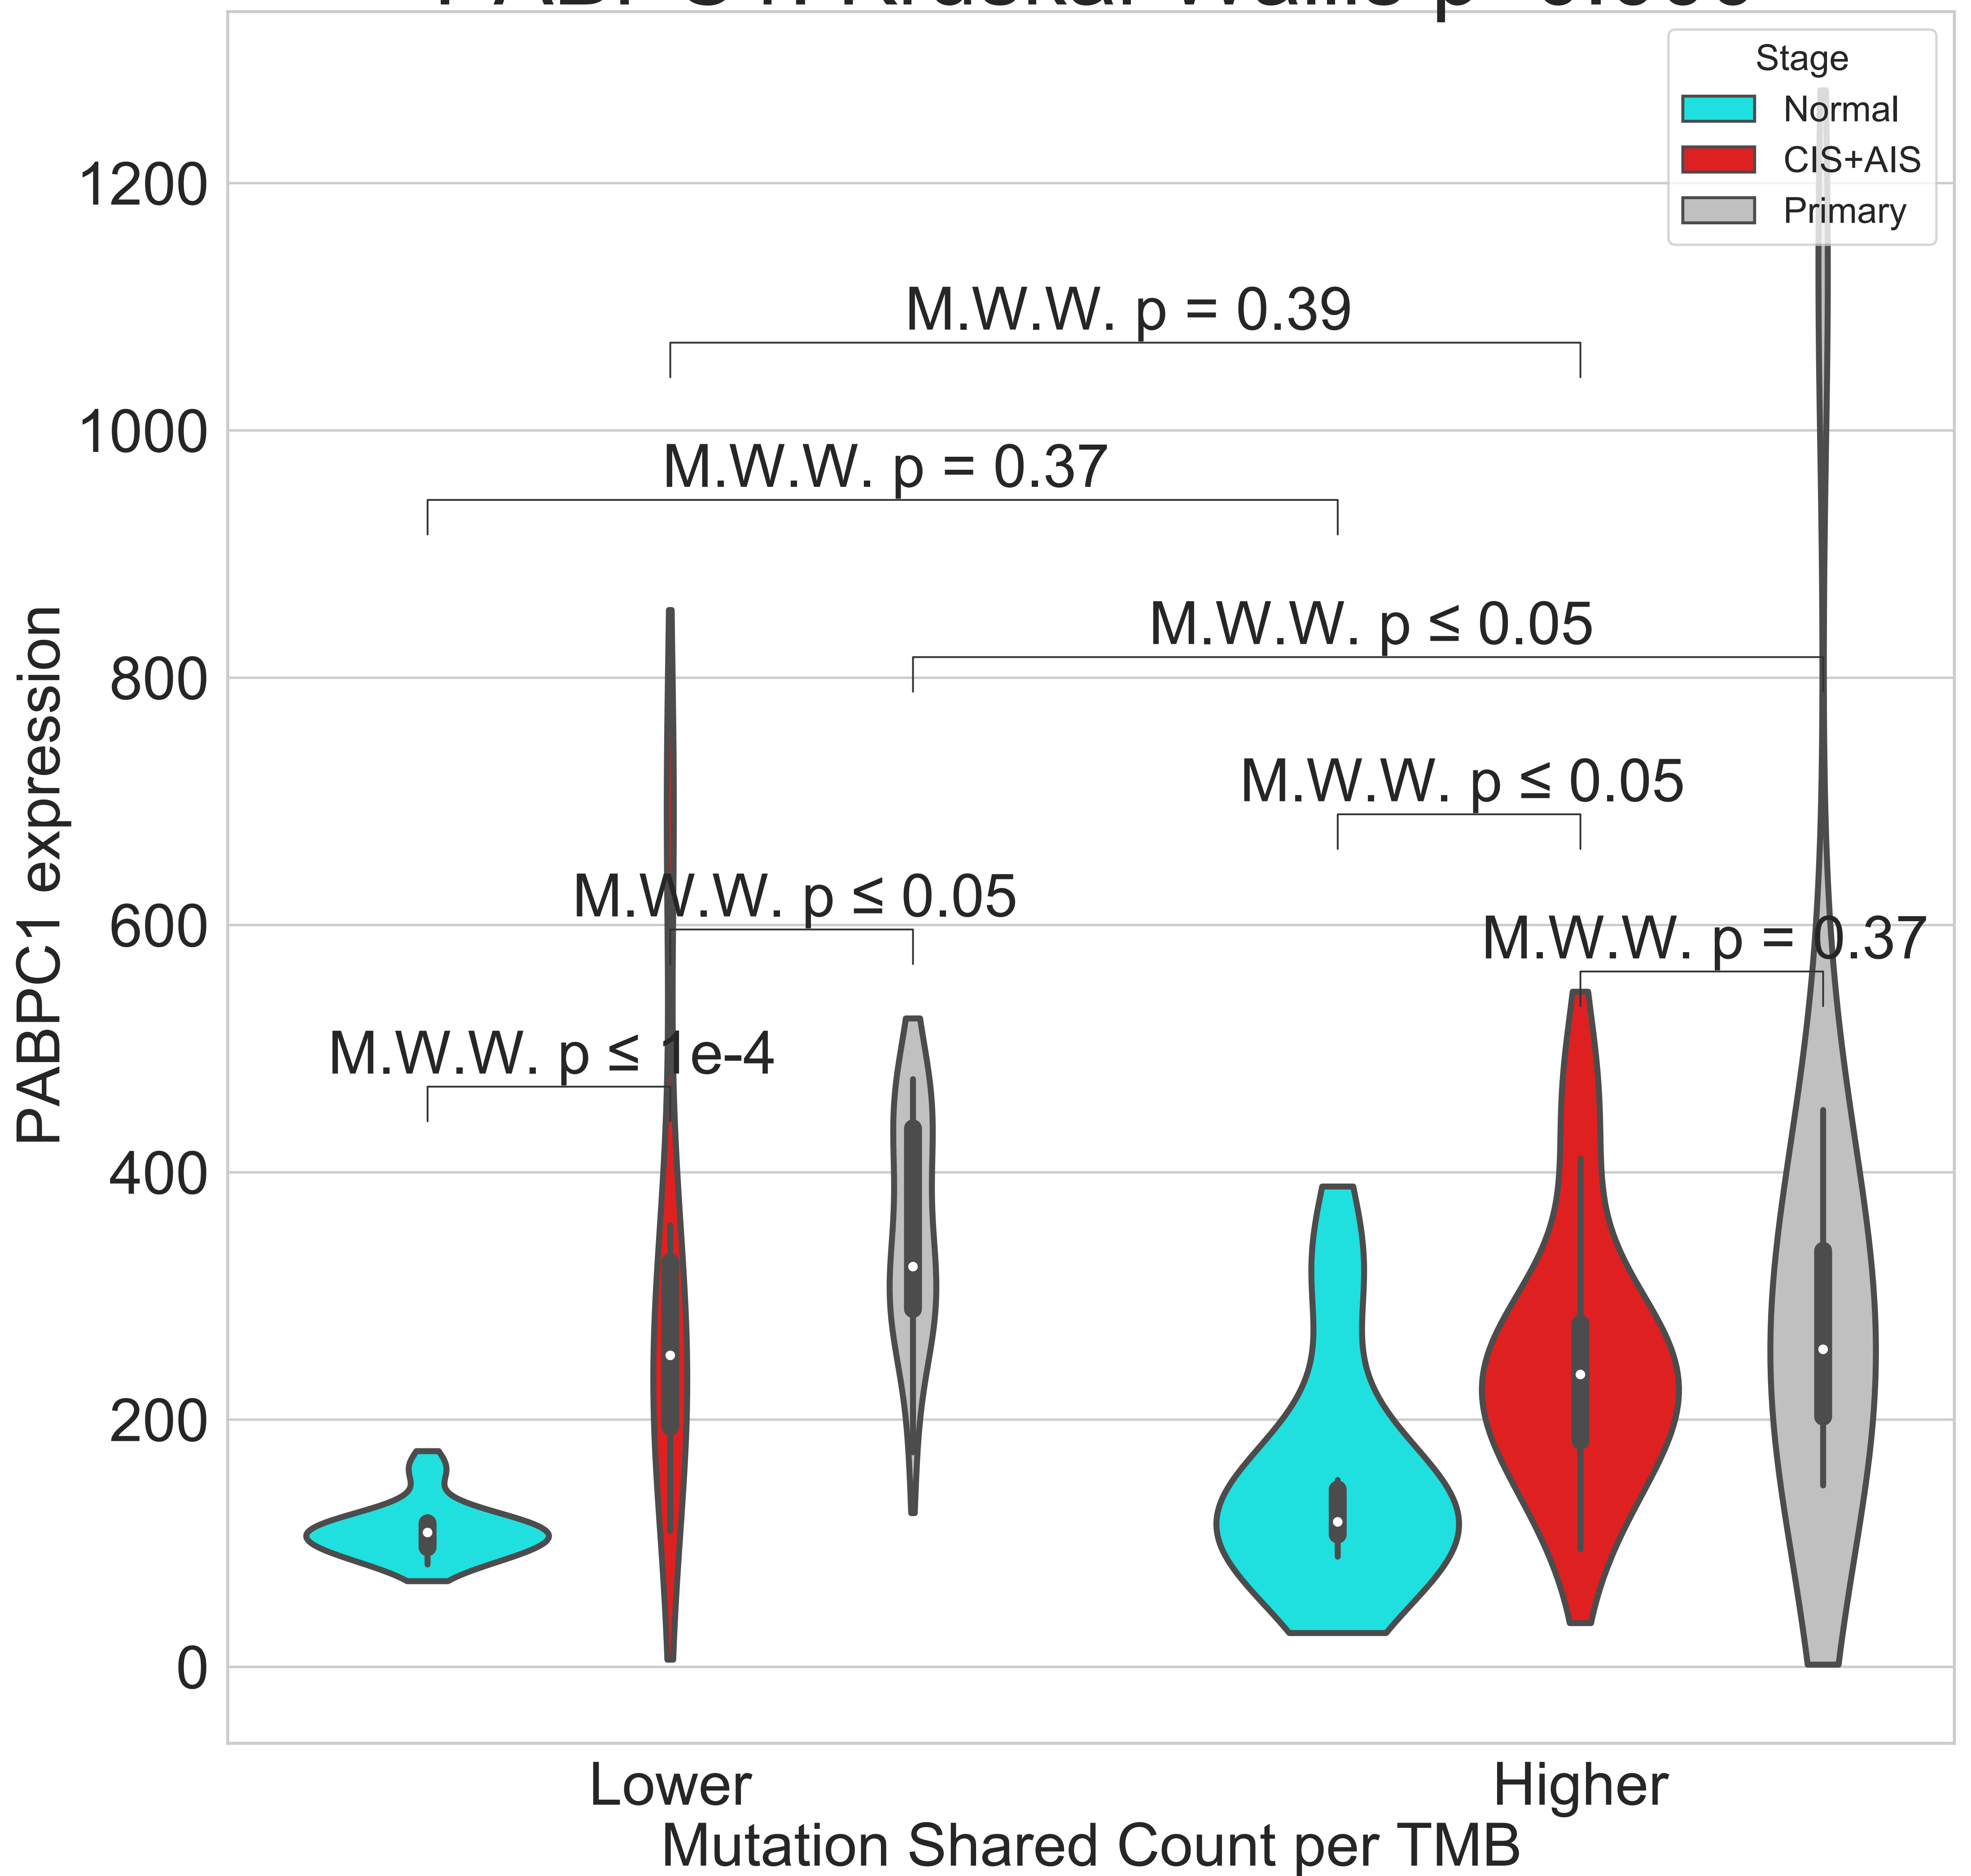 Stage
Normal
CIS+AIS
Primary
1200
1000
800
600
400
200
0
PABPC1 expression
M.W.W. p = 0.39
M.W.W. p = 0.37
M.W.W. p ≤ 0.05
M.W.W. p ≤ 0.05
M.W.W. p ≤ 0.05
M.W.W. p = 0.37
M.W.W. p ≤ 1e-4
Lower
Higher
Mutation Shared Count per TMB